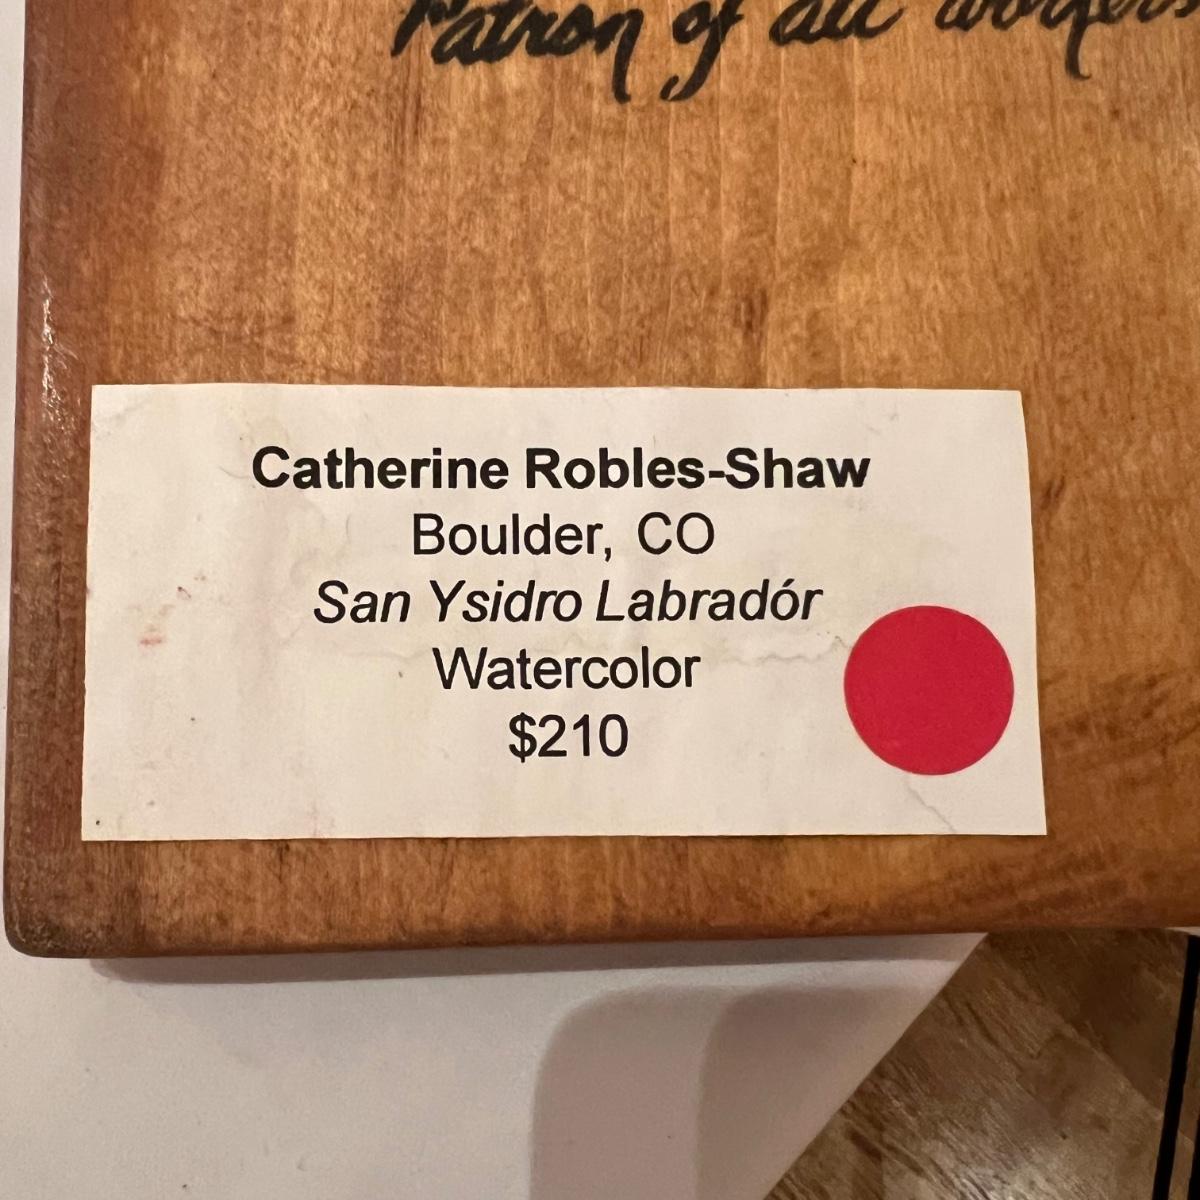 Patron of all workers
Catherine Robles-Shaw
Boulder, CO
San Ysidro Labradór
Watercolor
$210